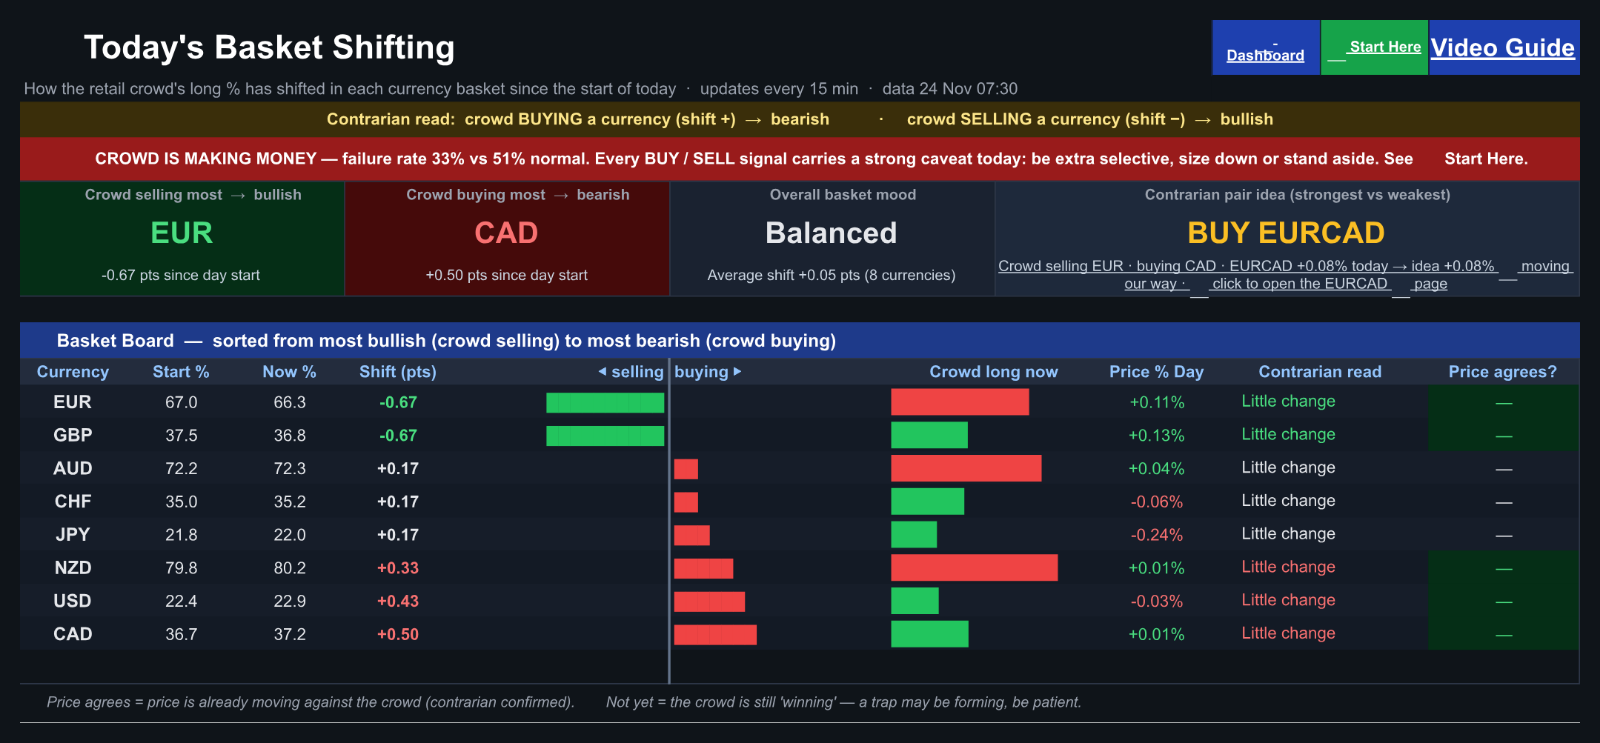 Today's Basket Shifting
Dashboard
Start Here
Video Guide
How the retail crowd's long % has shifted in each currency basket since the start of today · updates every 15 min · data 24 Nov 07:30
Contrarian read: crowd BUYING a currency (shift +) → bearish · crowd SELLING a currency (shift −) → bullish
CROWD IS MAKING MONEY — failure rate 33% vs 51% normal. Every BUY / SELL signal carries a strong caveat today: be extra selective, size down or stand aside. See Start Here.
Crowd selling most → bullish
EUR
-0.67 pts since day start
Crowd buying most → bearish
CAD
+0.50 pts since day start
Overall basket mood
Balanced
Average shift +0.05 pts (8 currencies)
Contrarian pair idea (strongest vs weakest)
BUY EURCAD
Crowd selling EUR · buying CAD · EURCAD +0.08% today → idea +0.08% moving
our way · click to open the EURCAD page
Basket Board — sorted from most bullish (crowd selling) to most bearish (crowd buying)
Currency Start % Now % Shift (pts) ◄ selling buying ► Crowd long now Price % Day Contrarian read Price agrees?
EUR 67.0 66.3 -0.67 +0.11% Little change —
GBP 37.5 36.8 -0.67 +0.13% Little change —
AUD 72.2 72.3 +0.17 +0.04% Little change —
CHF 35.0 35.2 +0.17 -0.06% Little change —
JPY 21.8 22.0 +0.17 -0.24% Little change —
NZD 79.8 80.2 +0.33 +0.01% Little change —
USD 22.4 22.9 +0.43 -0.03% Little change —
CAD 36.7 37.2 +0.50 +0.01% Little change —
Price agrees = price is already moving against the crowd (contrarian confirmed). Not yet = the crowd is still 'winning' — a trap may be forming, be patient.